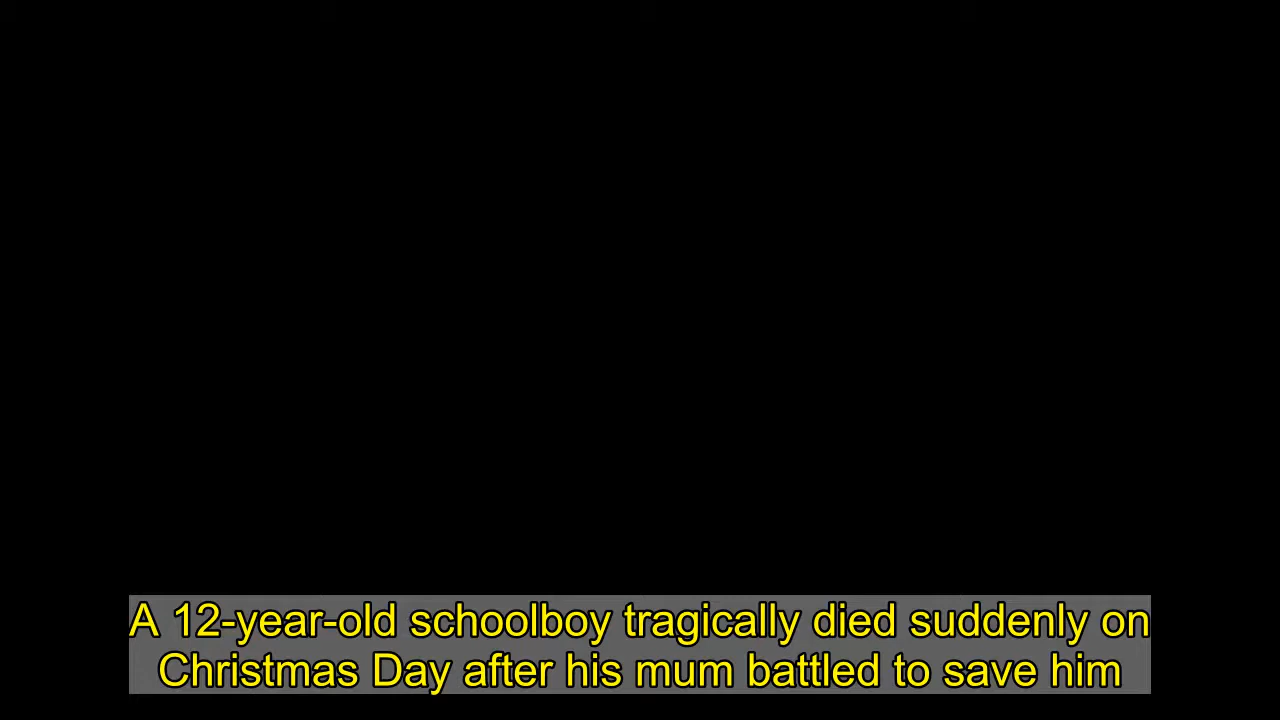 A 12-year-old schoolboy tragically died suddenly on
Christmas Day after his mum battled to save him